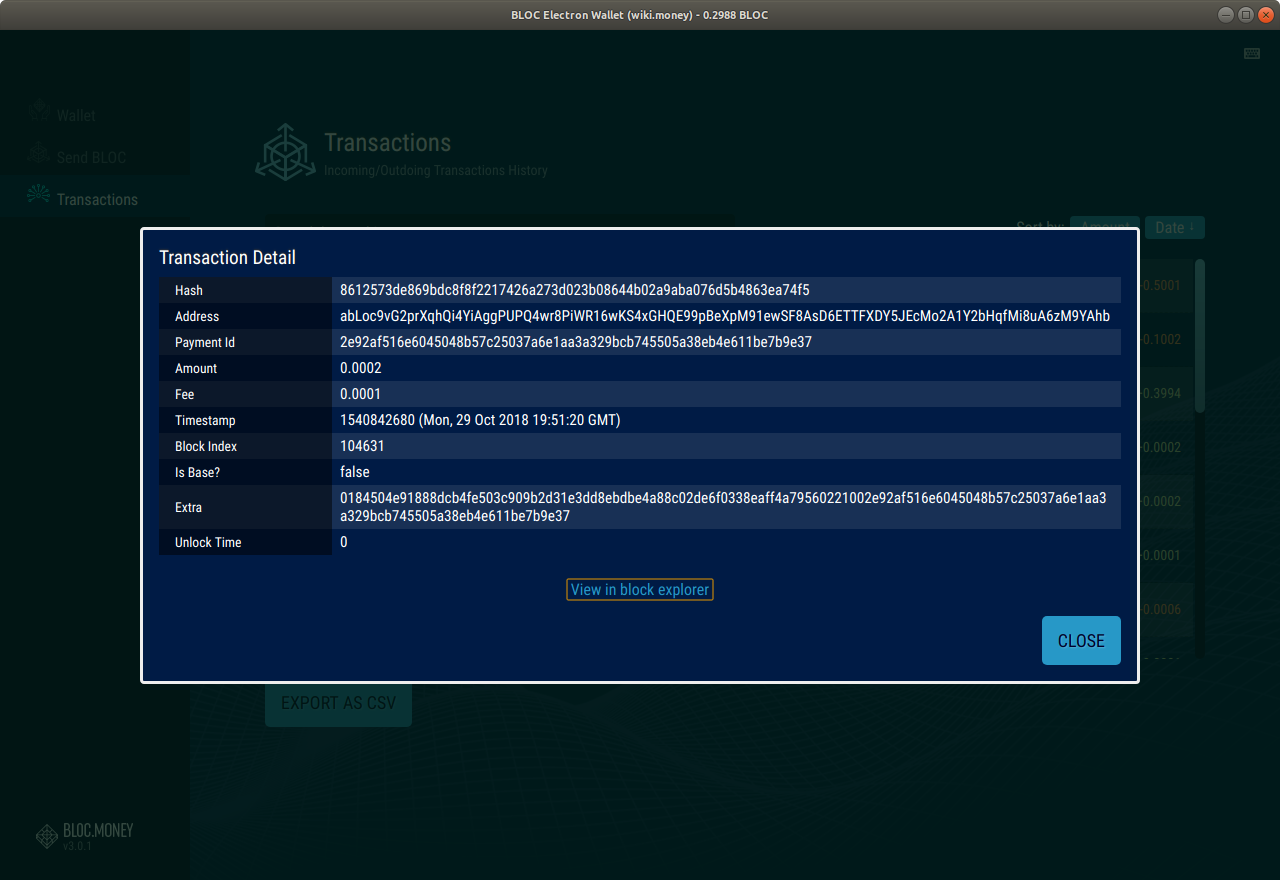 BLOC Electron Wallet (wiki.money) - 0.2988 BLOC
Wallet
Send BLOC
Transactions
Transactions
Incoming/Outdoing Transactions History
Sort by: Amount Date ↓
Transaction Detail
Hash 8612573de869bdc8f8f2217426a273d023b08644b02a9aba076d5b4863ea74f5
Address abLoc9vG2prXqhQi4YiAggPUPQ4wr8PiWR16wKS4xGHQE99pBeXpM91ewSF8AsD6ETTFXDY5JEcMo2A1Y2bHqfMi8uA6zM9YAhb
Payment Id 2e92af516e6045048b57c25037a6e1aa3a329bcb745505a38eb4e611be7b9e37
Amount 0.0002
Fee 0.0001
Timestamp 1540842680 (Mon, 29 Oct 2018 19:51:20 GMT)
Block Index 104631
Is Base? false
Extra 0184504e91888dcb4fe503c909b2d31e3dd8ebdbe4a88c02de6f0338eaff4a79560221002e92af516e6045048b57c25037a6e1aa3
a329bcb745505a38eb4e611be7b9e37
Unlock Time 0
View in block explorer
CLOSE
0.5001
0.1002
0.3994
0.0002
0.0002
0.0001
0.0006
EXPORT AS CSV
BLOC.MONEY
v3.0.1